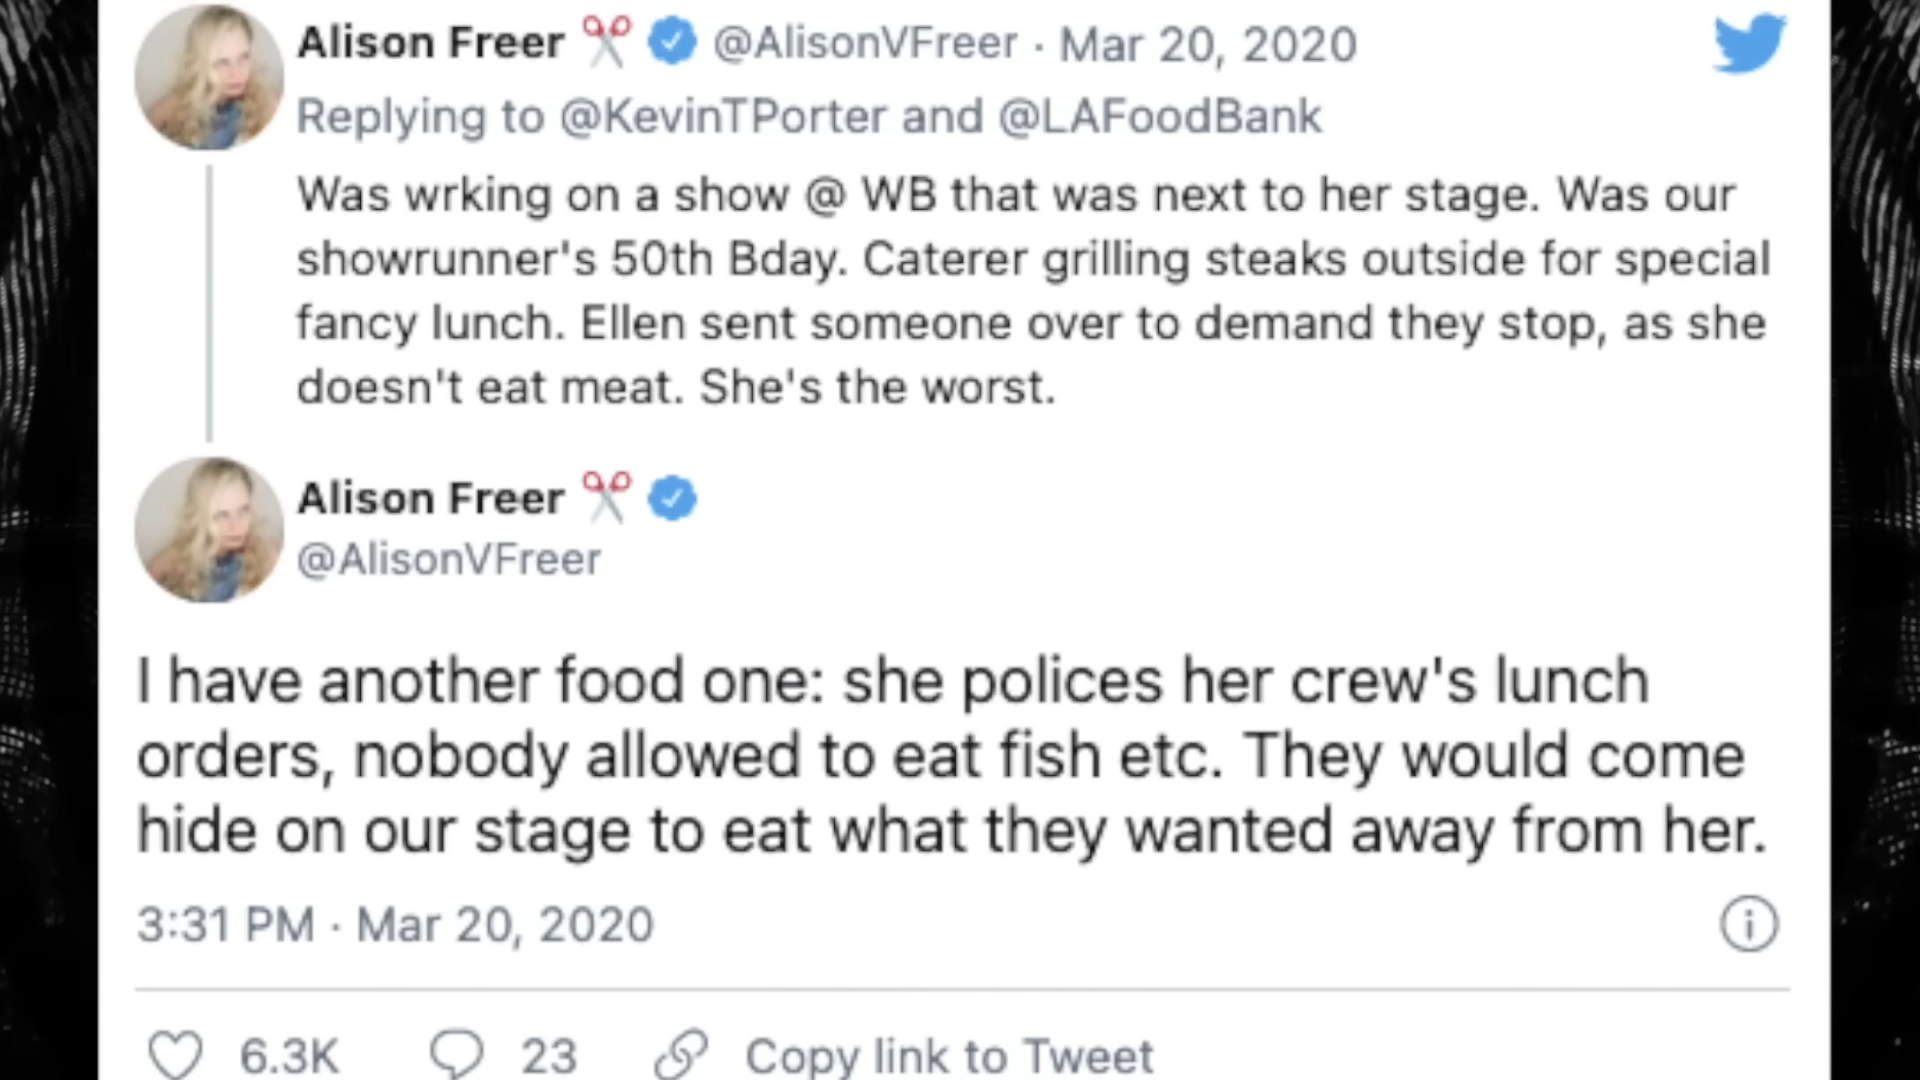 Alison Freer @AlisonVFreer · Mar 20, 2020
Replying to @KevinTPorter and @LAFoodBank
Was wrking on a show @ WB that was next to her stage. Was our
showrunner's 50th Bday. Caterer grilling steaks outside for special
fancy lunch. Ellen sent someone over to demand they stop, as she
doesn't eat meat. She's the worst.
Alison Freer
@AlisonVFreer
I have another food one: she polices her crew's lunch
orders, nobody allowed to eat fish etc. They would come
hide on our stage to eat what they wanted away from her.
3:31 PM · Mar 20, 2020
6.3K 23 Copy link to Tweet